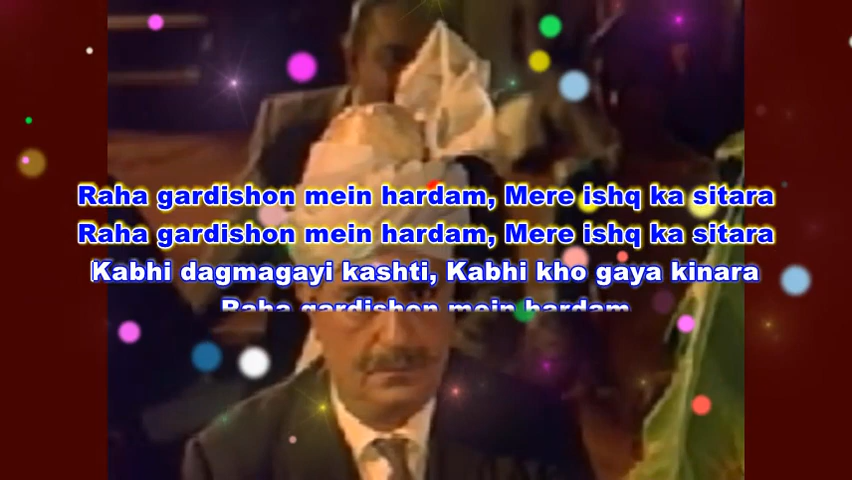 Raha gardishon mein hardam, Mere ishq ka sitara
Raha gardishon mein hardam, Mere ishq ka sitara
Kabhi dagmagayi kashti, Kabhi kho gaya kinara
Raha gardishon mein hardam